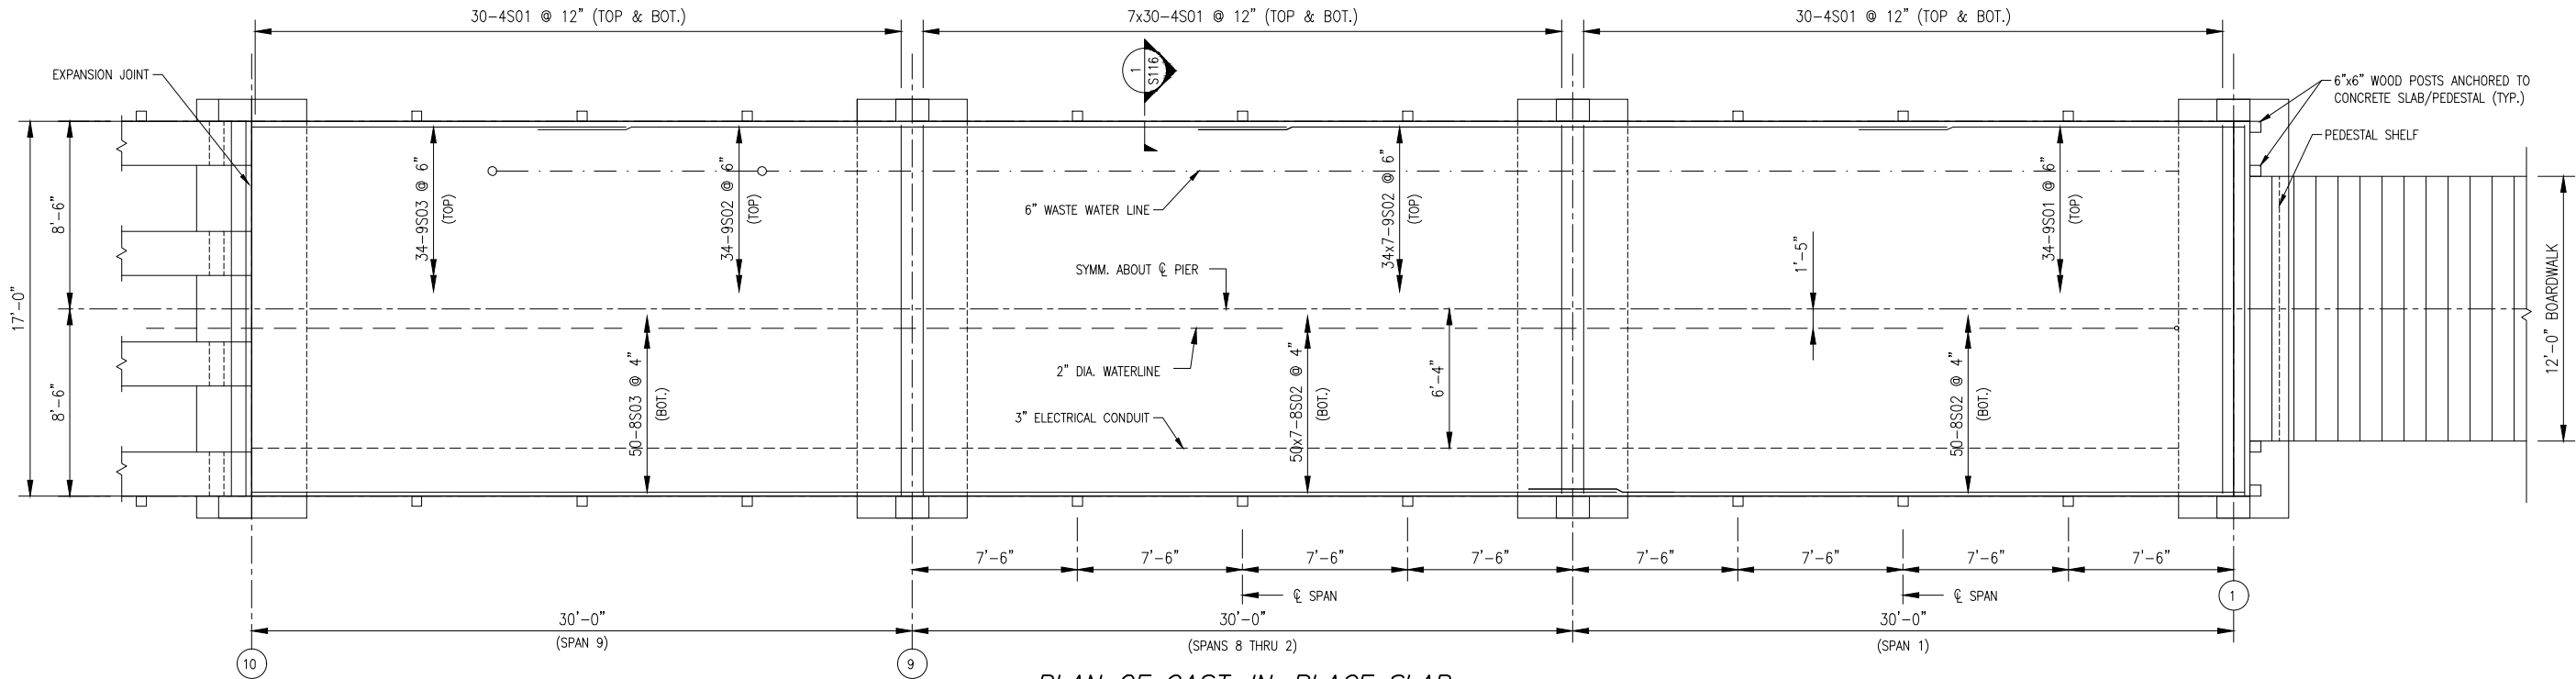 30-4S01 @ 12" (TOP & BOT.)
7x30-4S01 @ 12" (TOP & BOT.)
30-4S01 @ 12" (TOP & BOT.)
EXPANSION JOINT
1
S116
6"x6" WOOD POSTS ANCHORED TO
CONCRETE SLAB/PEDESTAL (TYP.)
PEDESTAL SHELF
17'-0"
8'-6"
8'-6"
34-9S03 @ 6"
(TOP)
34-9S02 @ 6"
(TOP)
6" WASTE WATER LINE
34x7-9S02 @ 6"
(TOP)
34-9S01 @ 6"
(TOP)
SYMM. ABOUT ℄ PIER
1'-5"
12'-0" BOARDWALK
50-8S03 @ 4"
(BOT.)
2" DIA. WATERLINE
3" ELECTRICAL CONDUIT
50x7-8S02 @ 4"
(BOT.)
6'-4"
50-8S02 @ 4"
(BOT.)
7'-6"
7'-6"
7'-6"
7'-6"
7'-6"
7'-6"
7'-6"
7'-6"
℄ SPAN
℄ SPAN
1
30'-0"
(SPAN 9)
30'-0"
(SPANS 8 THRU 2)
30'-0"
(SPAN 1)
10
9
PLAN OF CAST-IN-PLACE SLAB